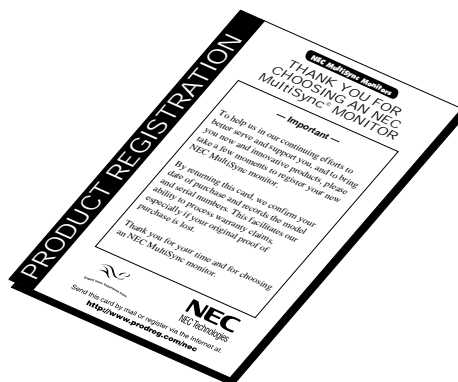 PRODUCT REGISTRATION
NEC MultiSync Monitors
THANK YOU FOR
CHOOSING AN NEC
MultiSync© MONITOR
— Important —
To help us in our continuing efforts to
better serve and support you, and to bring
you new and innovative products, please
take a few moments to register your new
NEC MultiSync monitor.
By returning this card, we confirm your
date of purchase and records the model
and serial numbers. This facilitates our
ability to process warranty claims,
especially if your original proof of
purchase is lost.
Thank you for your time and for choosing
an NEC MultiSync monitor.
NEC
NEC Technologies
Send this card by mail or register via the Internet at:
http://www.prodreg.com/nec